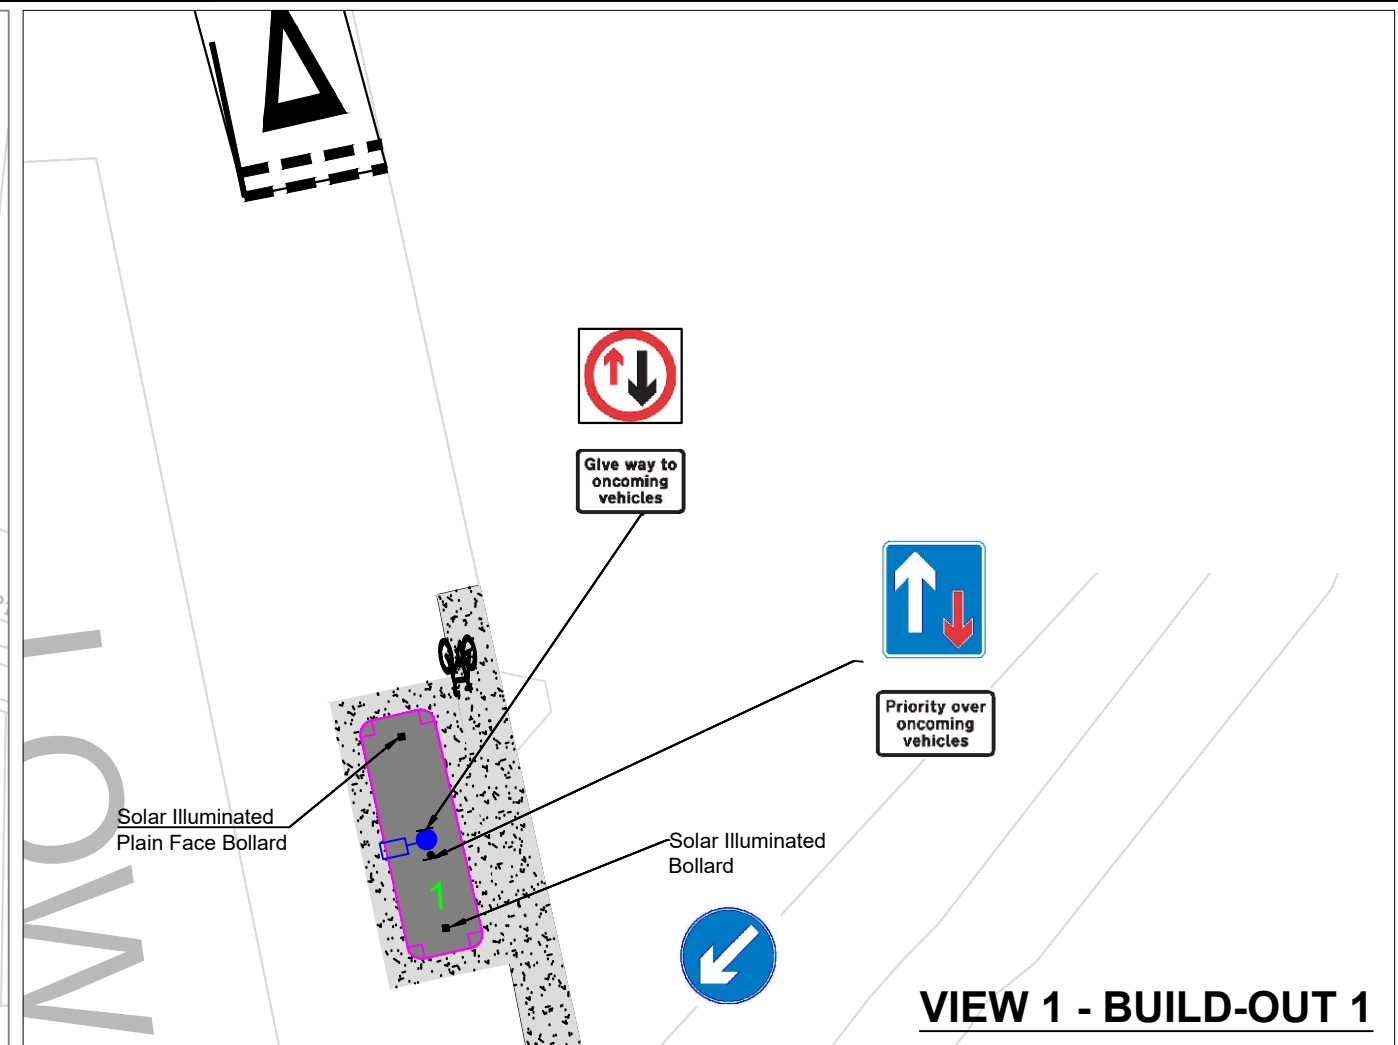 Give way to
oncoming
vehicles
Priority over
oncoming
vehicles
Solar Illuminated
Plain Face Bollard
Solar Illuminated
Bollard
1
VIEW 1 - BUILD-OUT 1